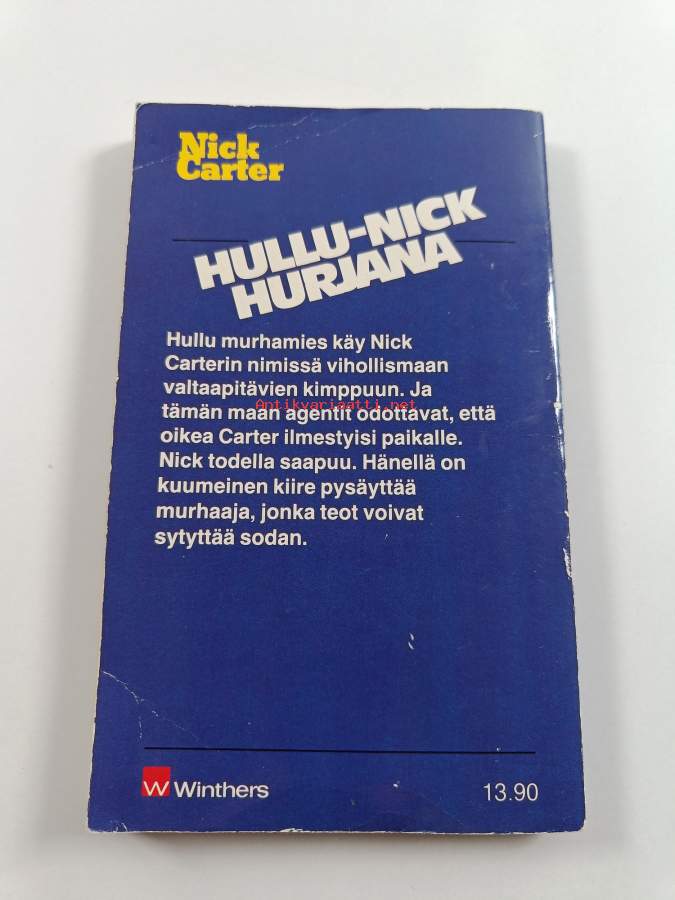 Nick
Carter
HULLU-NICK
HURJANA
Hullu murhamies käy Nick
Carterin nimissä vihollismaan
valtaapitävien kimppuun. Ja
Antikvariaatti.net
tämän maan agentit odottavat, että
oikea Carter ilmestyisi paikalle.
Nick todella saapuu. Hänellä on
kuumeinen kiire pysäyttää
murhaaja, jonka teot voivat
sytyttää sodan.
W Winthers
13.90